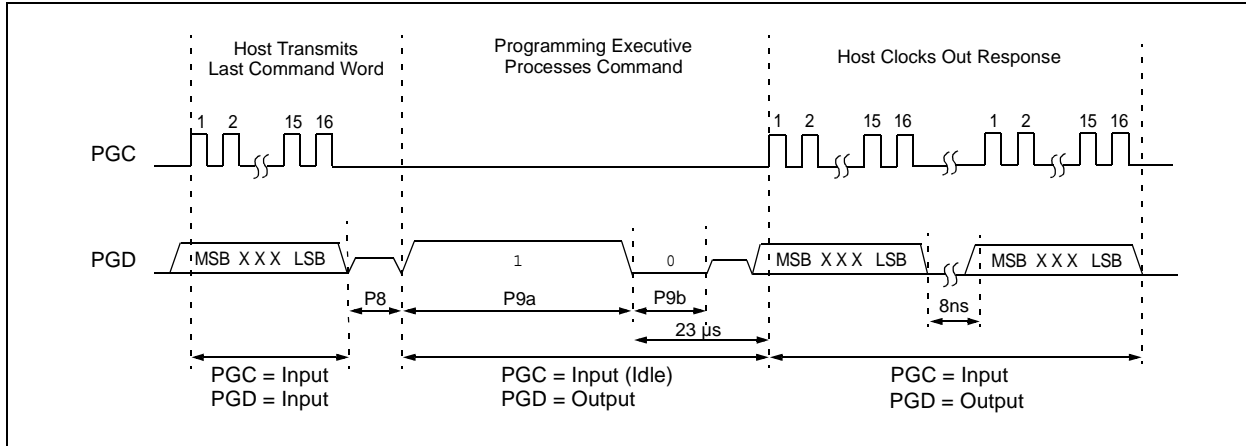 Host Transmits
Last Command Word
Programming Executive
Processes Command
Host Clocks Out Response
1 2 15 16 1 2 15 16 1 2 15 16
PGC
PGD MSB X X X LSB 1 0 MSB X X X LSB MSB X X X LSB
P8 P9a P9b 8ns
23 µs
PGC = Input PGC = Input (Idle) PGC = Input
PGD = Input PGD = Output PGD = Output